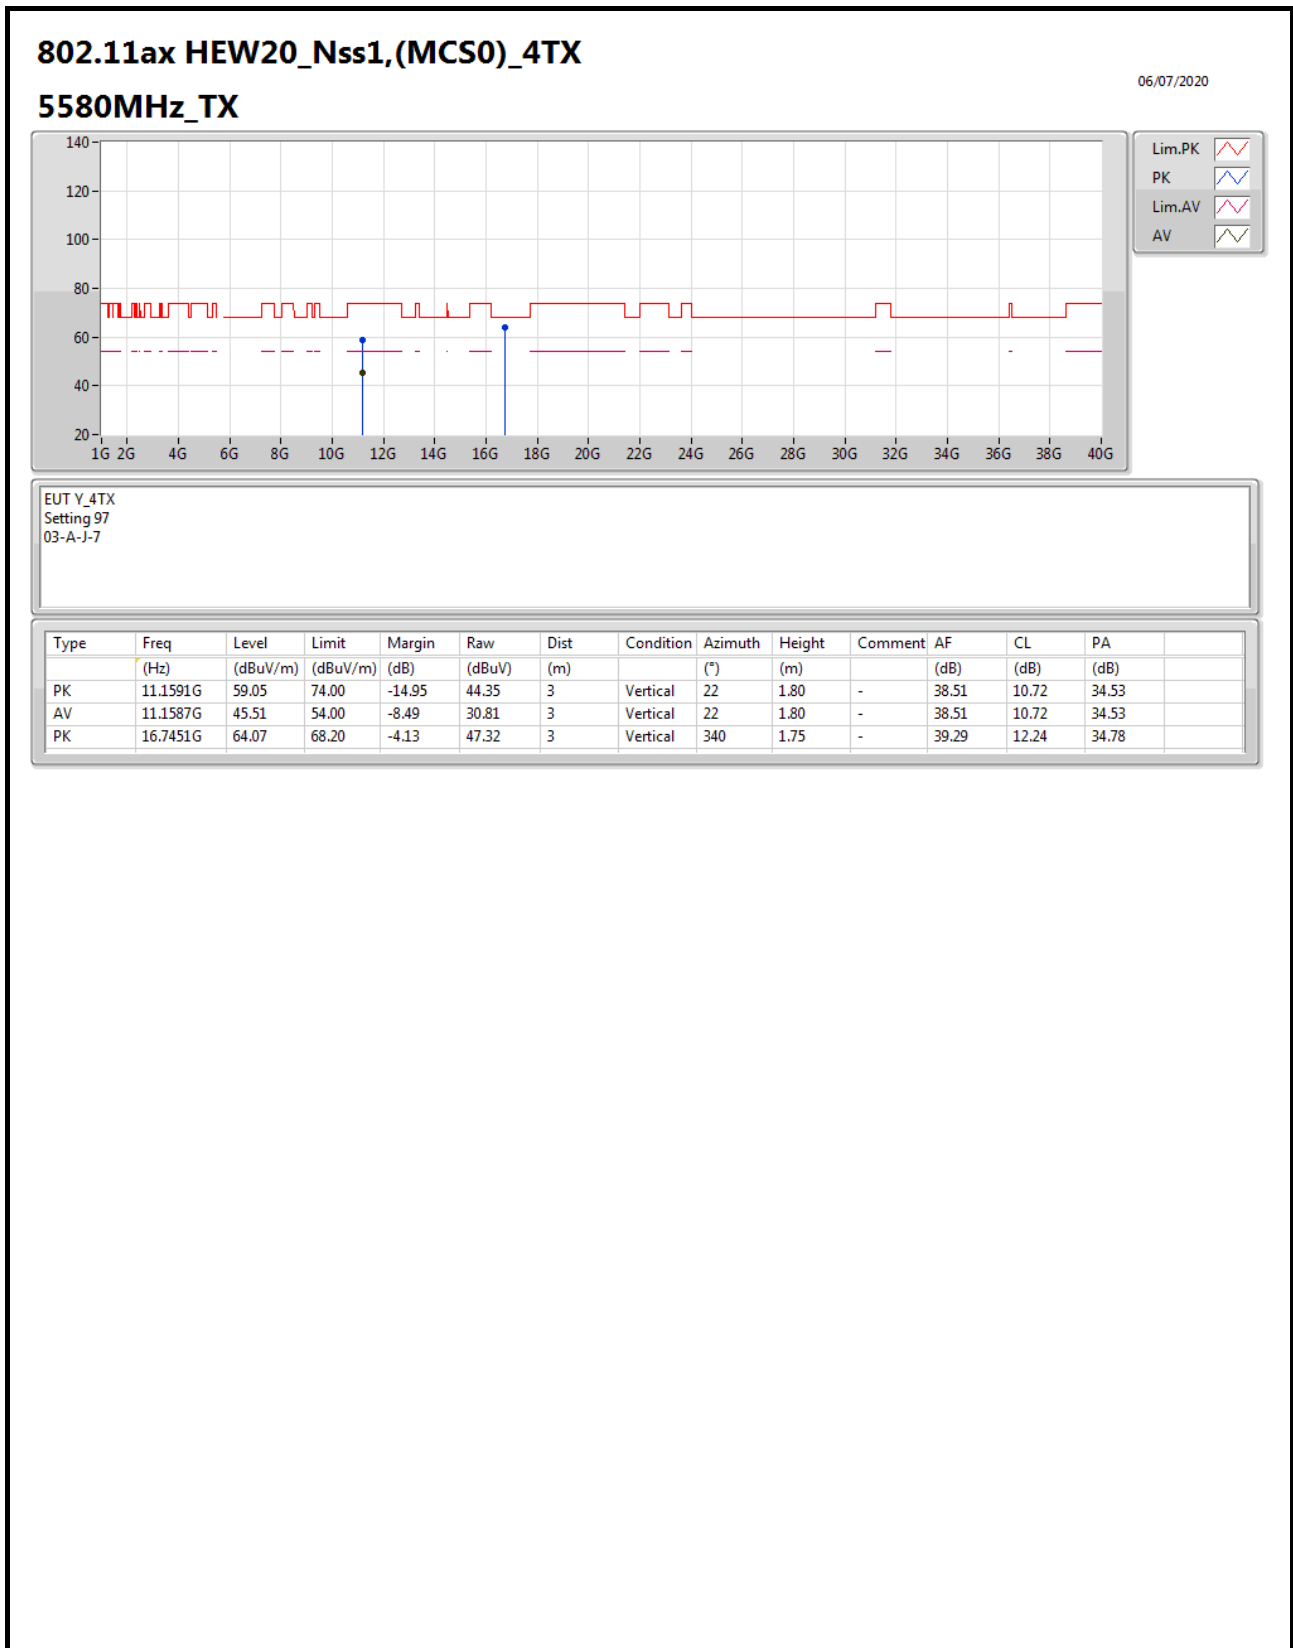 802.11ax HEW20_Nss1,(MCS0)_4TX
06/07/2020
5580MHz_TX
140
120
100
80
60
40
20
1G 2G 4G 6G 8G 10G 12G 14G 16G 18G 20G 22G 24G 26G 28G 30G 32G 34G 36G 38G 40G
Lim.PK
PK
Lim.AV
AV
EUT Y_4TX
Setting 97
03-A-J-7
Type Freq Level Limit Margin Raw Dist Condition Azimuth Height Comment AF CL PA
(Hz) (dBuV/m) (dBuV/m) (dB) (dBuV) (m) (°) (m) (dB) (dB) (dB)
PK 11.1591G 59.05 74.00 -14.95 44.35 3 Vertical 22 1.80 - 38.51 10.72 34.53
AV 11.1587G 45.51 54.00 -8.49 30.81 3 Vertical 22 1.80 - 38.51 10.72 34.53
PK 16.7451G 64.07 68.20 -4.13 47.32 3 Vertical 340 1.75 - 39.29 12.24 34.78